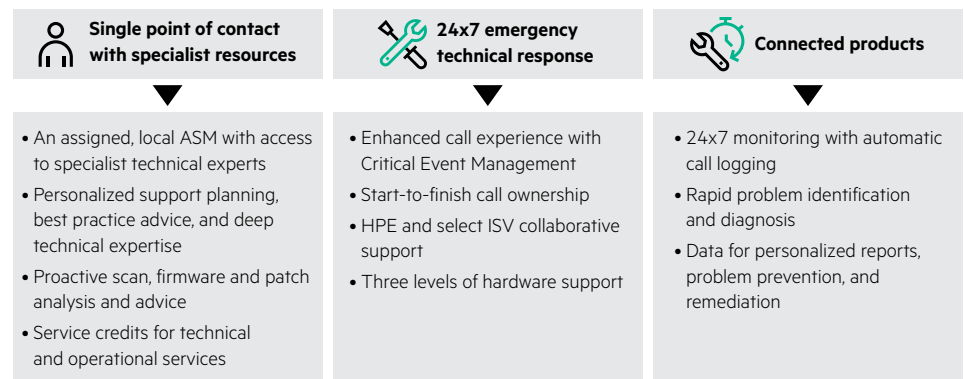 Single point of contact
with specialist resources
• An assigned, local ASM with access
to specialist technical experts
• Personalized support planning,
best practice advice, and deep
technical expertise
• Proactive scan, firmware and patch
analysis and advice
• Service credits for technical
and operational services
24x7 emergency
technical response
• Enhanced call experience with
Critical Event Management
• Start-to-finish call ownership
• HPE and select ISV collaborative
support
• Three levels of hardware support
Connected products
• 24x7 monitoring with automatic
call logging
• Rapid problem identification
and diagnosis
• Data for personalized reports,
problem prevention, and
remediation